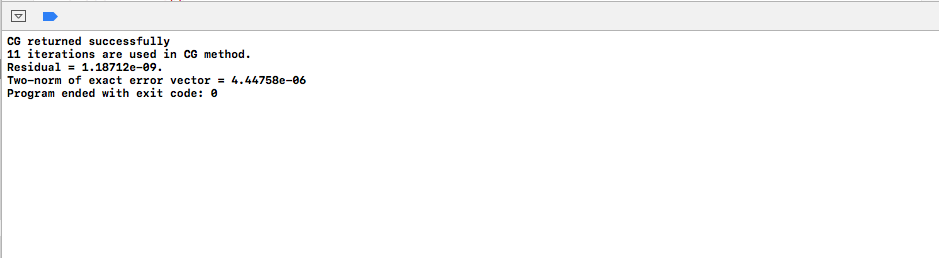 CG returned successfully
11 iterations are used in CG method.
Residual = 1.18712e-09.
Two-norm of exact error vector = 4.44758e-06
Program ended with exit code: 0